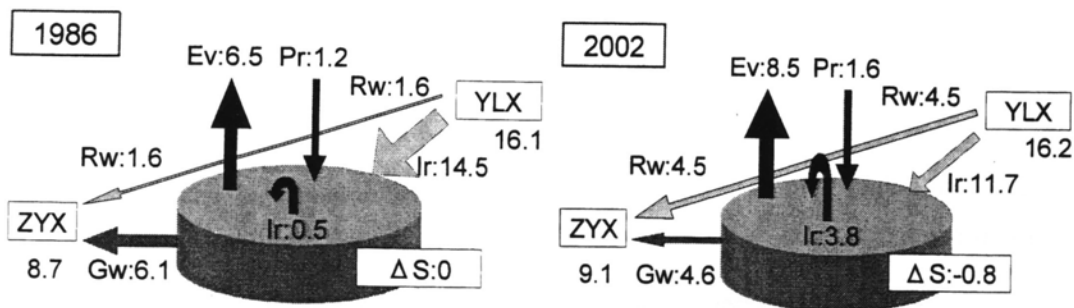 1986
Ev:6.5 Pr:1.2
Rw:1.6
YLX
16.1
Rw:1.6
Ir:14.5
ZYX
Ir:0.5
8.7
Gw:6.1
ΔS:0
2002
Ev:8.5 Pr:1.6
Rw:4.5
YLX
16.2
Rw:4.5
Ir:11.7
ZYX
Ir:3.8
9.1
Gw:4.6
ΔS:-0.8